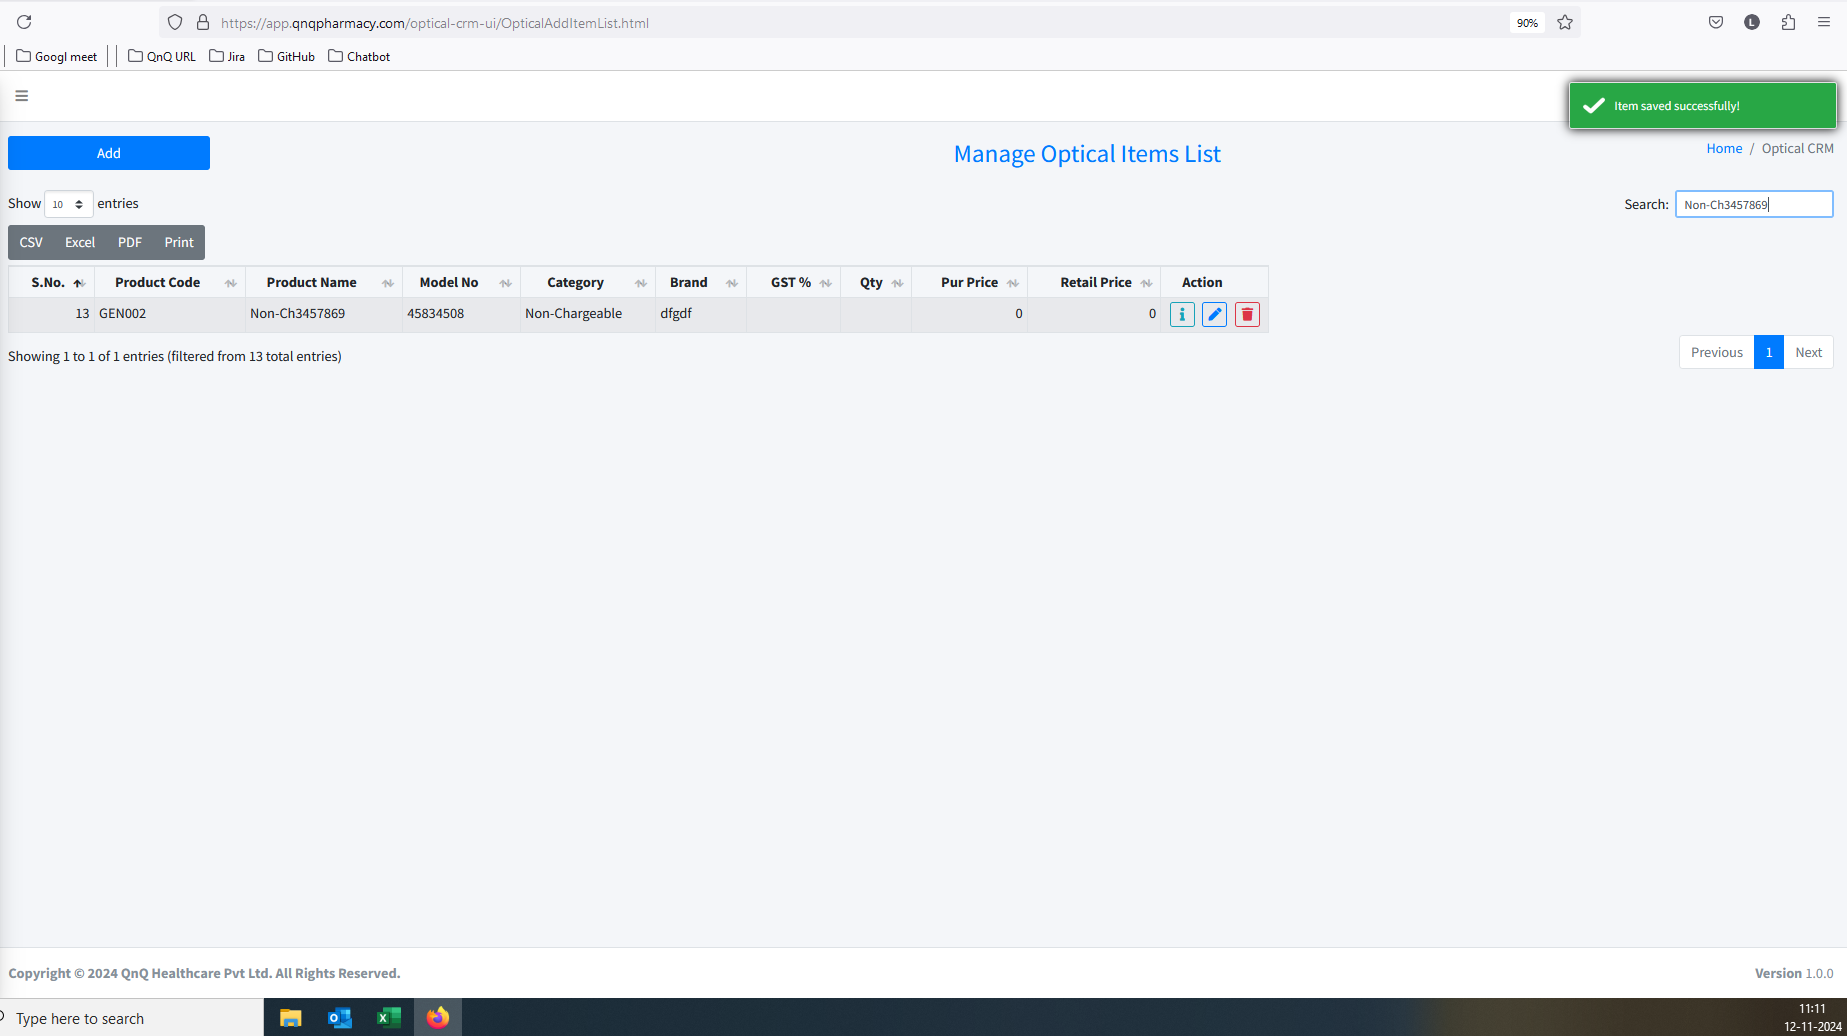 https://app.qnqpharmacy.com/optical-crm-ui/OpticalAddItemList.html 90% L
Googl meet QnQ URL Jira GitHub Chatbot
Item saved successfully!
Add Manage Optical Items List Home / Optical CRM
Show 10 entries Search: Non-Ch3457869
CSV Excel PDF Print
S.No. Product Code Product Name Model No Category Brand GST % Qty Pur Price Retail Price Action
13 GEN002 Non-Ch3457869 45834508 Non-Chargeable dfgdf 0 0
Showing 1 to 1 of 1 entries (filtered from 13 total entries) Previous 1 Next
Copyright © 2024 QnQ Healthcare Pvt Ltd. All Rights Reserved. Version 1.0.0
Type here to search
11:11
12-11-2024